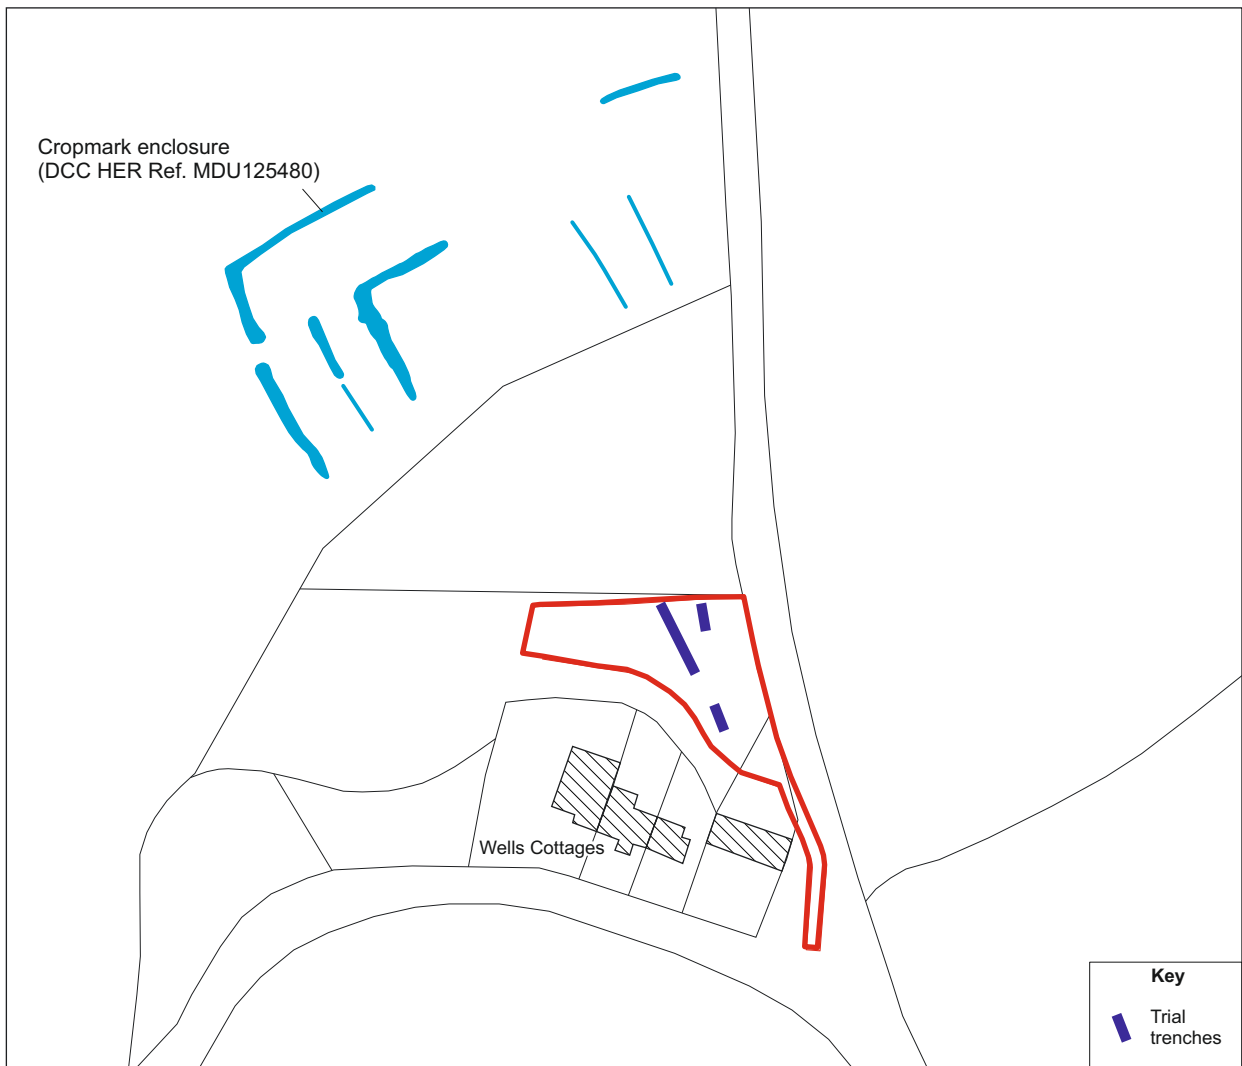 Cropmark enclosure
(DCC HER Ref. MDU125480)
Wells Cottages
Key
Trial
trenches